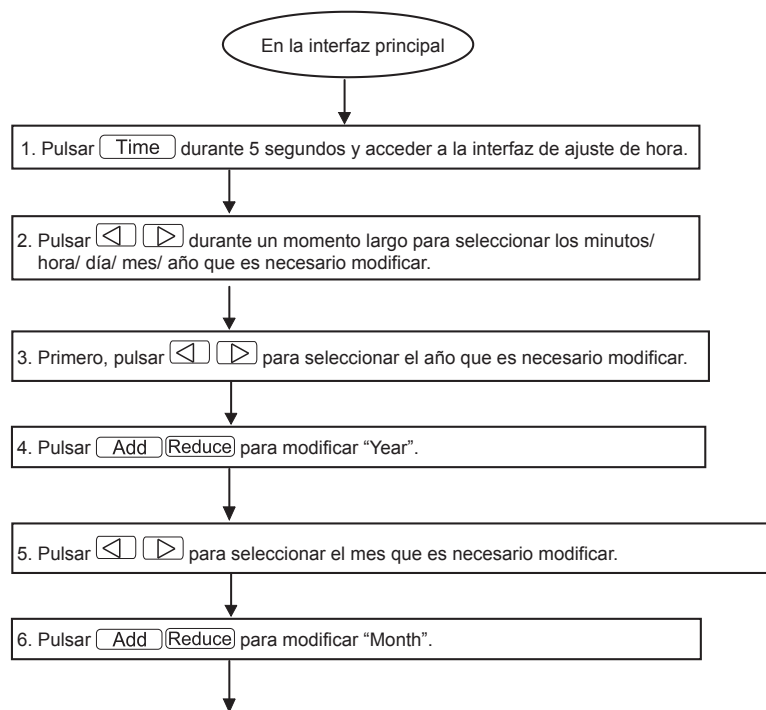 En la interfaz principal
1. Pulsar Time durante 5 segundos y acceder a la interfaz de ajuste de hora.
2. Pulsar durante un momento largo para seleccionar los minutos/
hora/ día/ mes/ año que es necesario modificar.
3. Primero, pulsar para seleccionar el año que es necesario modificar.
4. Pulsar Add Reduce para modificar “Year”.
5. Pulsar para seleccionar el mes que es necesario modificar.
6. Pulsar Add Reduce para modificar “Month”.